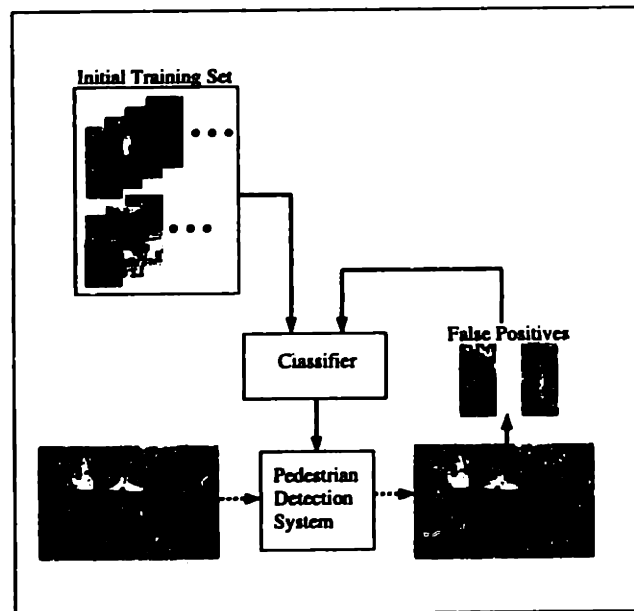 Initial Training Set
False Positives
Classifier
Pedestrian
Detection
System